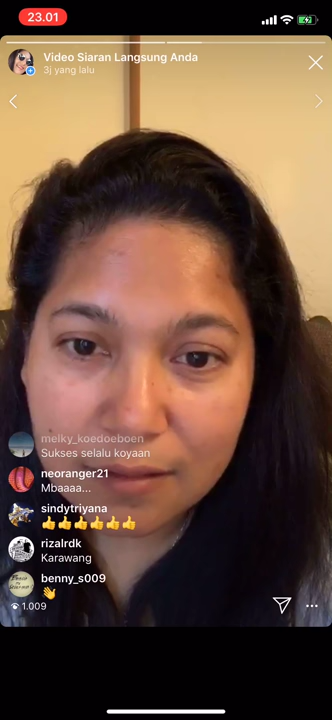 23.01
Video Siaran Langsung Anda
3j yang lalu
melky_koedoeboen
Sukses selalu koyaan
neoranger21
Mbaaaa...
sindytriyana
👍👍👍👍👍👍
rizalrdk
Karawang
benny_s009
👋
1.009